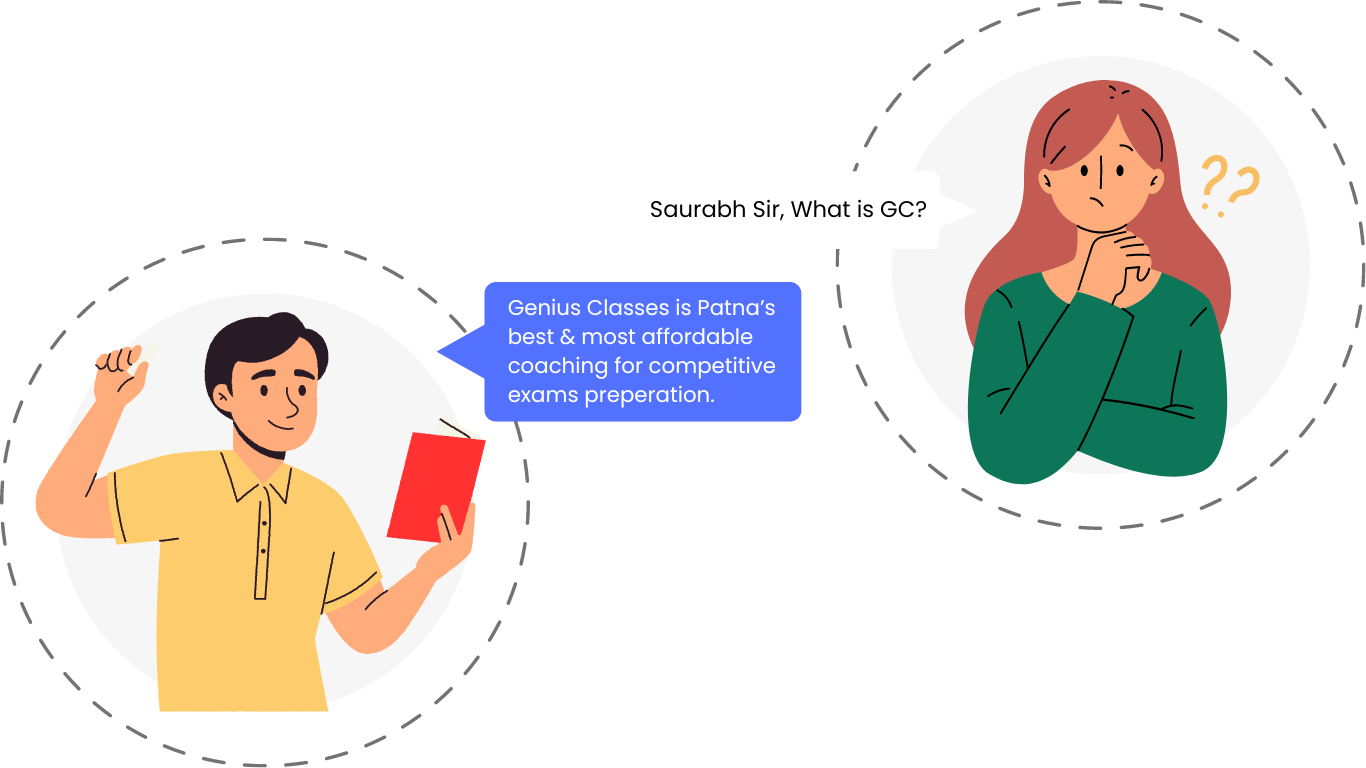 Saurabh Sir, What is GC?
Genius Classes is Patna’s
best & most affordable
coaching for competitive
exams preperation.
??